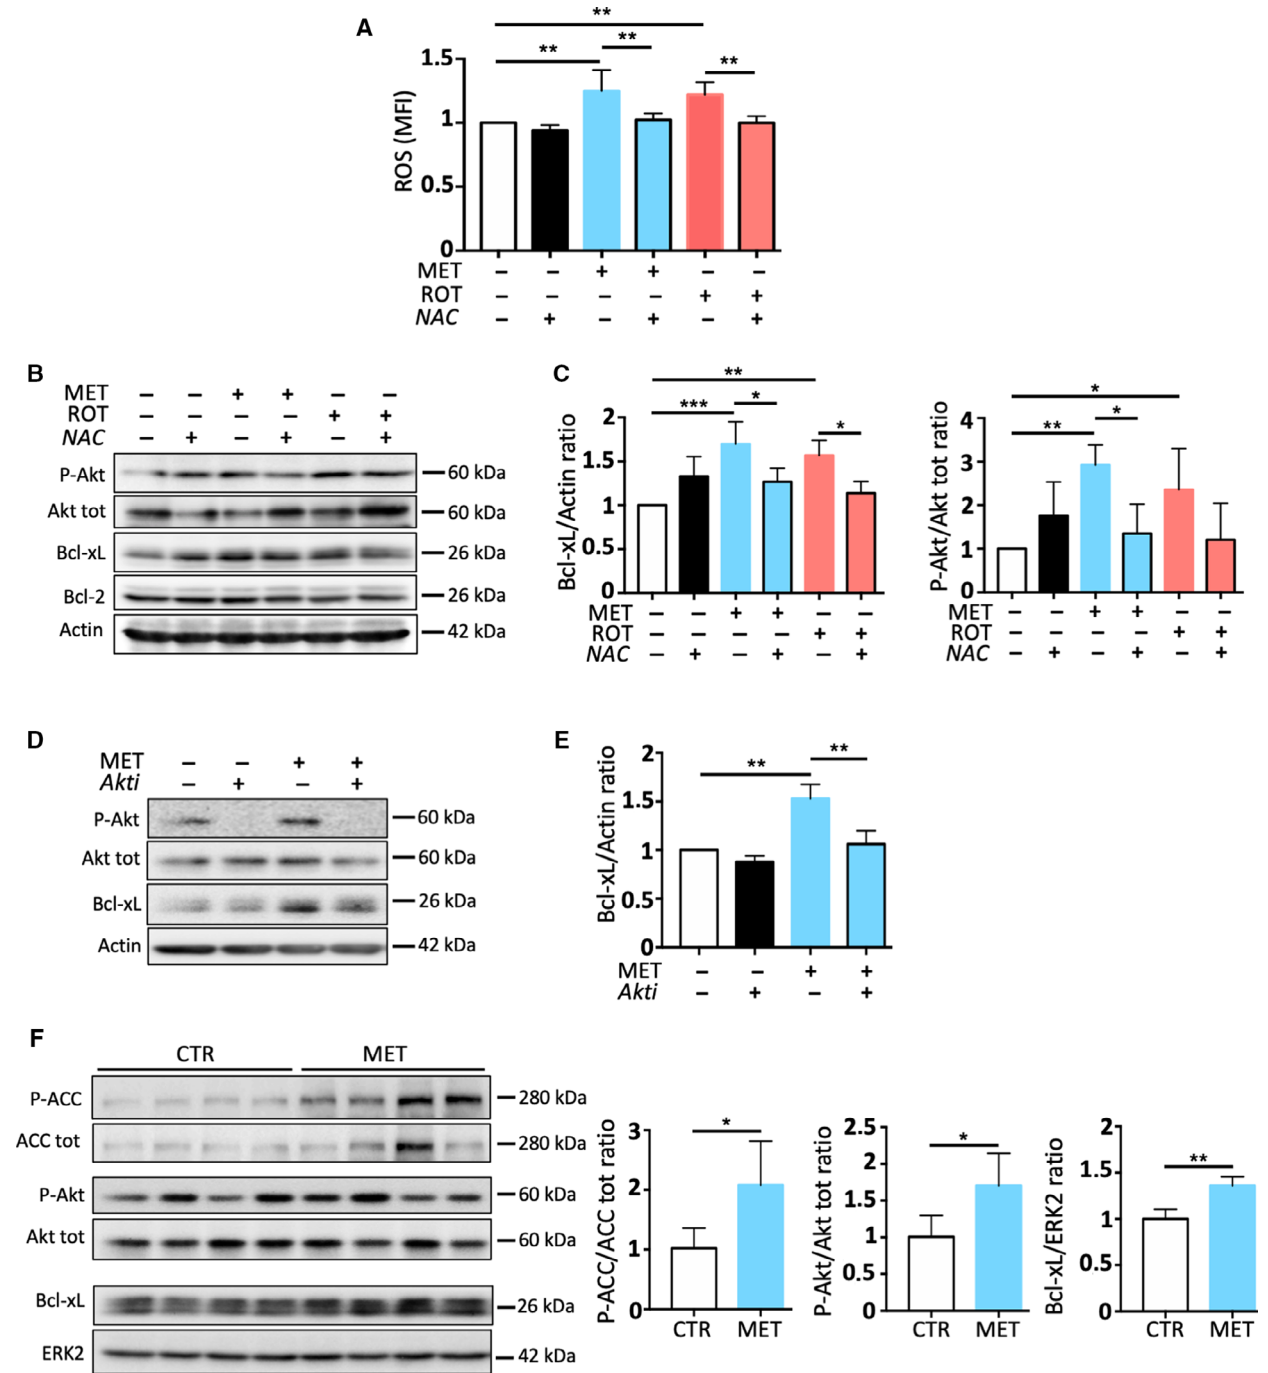 A
** 
** **
**
1.5
1
0.5
0
ROS (MFI)
MET – – + + – –
ROT – – – – + +
NAC – + – + – +
B
MET – – + + – –
ROT – – – – + +
NAC – + – + – +
P-Akt 60 kDa
Akt tot 60 kDa
Bcl-xL 26 kDa
Bcl-2 26 kDa
Actin 42 kDa
C
**
*** *
*
2
1.5
1
0.5
0
Bcl-xL/Actin ratio
MET – – + + – –
ROT – – – – + +
NAC – + – + – +
*
** *
4
3
2
1
0
P-Akt/Akt tot ratio
MET – – + + – –
ROT – – – – + +
NAC – + – + – +
D
MET – – + +
Akti – + – +
P-Akt 60 kDa
Akt tot 60 kDa
Bcl-xL 26 kDa
Actin 42 kDa
E
** **
2
1.5
1
0.5
0
Bcl-xL/Actin ratio
MET – – + +
Akti – + – +
F
CTR MET
P-ACC 280 kDa
ACC tot 280 kDa
P-Akt 60 kDa
Akt tot 60 kDa
Bcl-xL 26 kDa
ERK2 42 kDa
*
3
2
1
0
P-ACC/ACC tot ratio
CTR MET
*
2.5
2
1.5
1
0.5
0
P-Akt/Akt tot ratio
CTR MET
**
2
1.5
1
0.5
0
Bcl-xL/ERK2 ratio
CTR MET